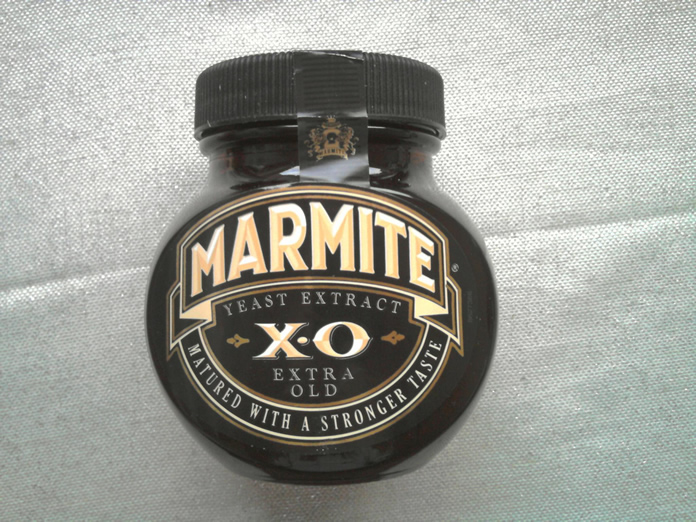 MARMITE
®
YEAST EXTRACT
X·O
EXTRA
OLD
MATURED WITH A STRONGER TASTE